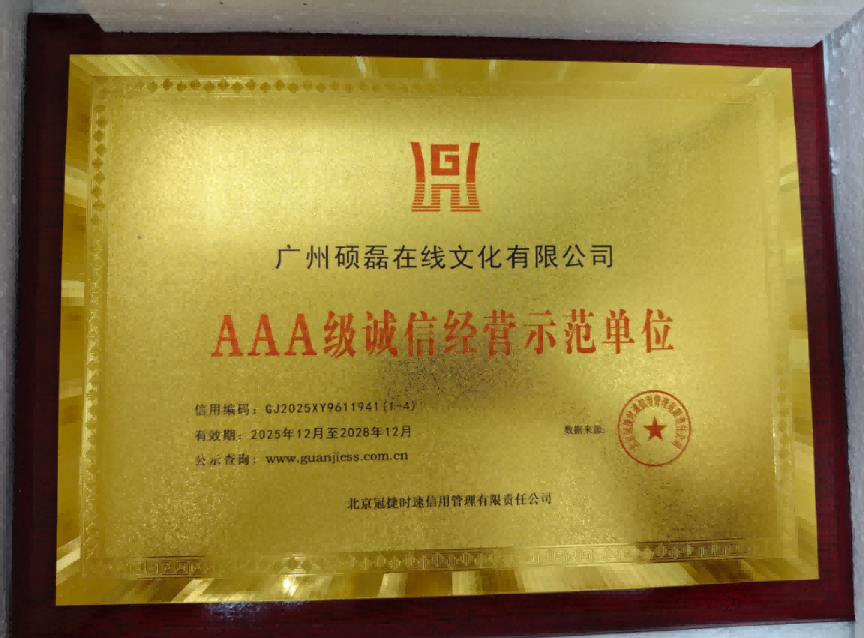 广州硕磊在线文化有限公司
AAA级诚信经营示范单位
信用编码：GJ2025XY9611941(1-4)
有效期：2025年12月至2028年12月
公示查询：www.guanjiess.com.cn
数据来源：
北京冠捷时速信用管理有限责任公司